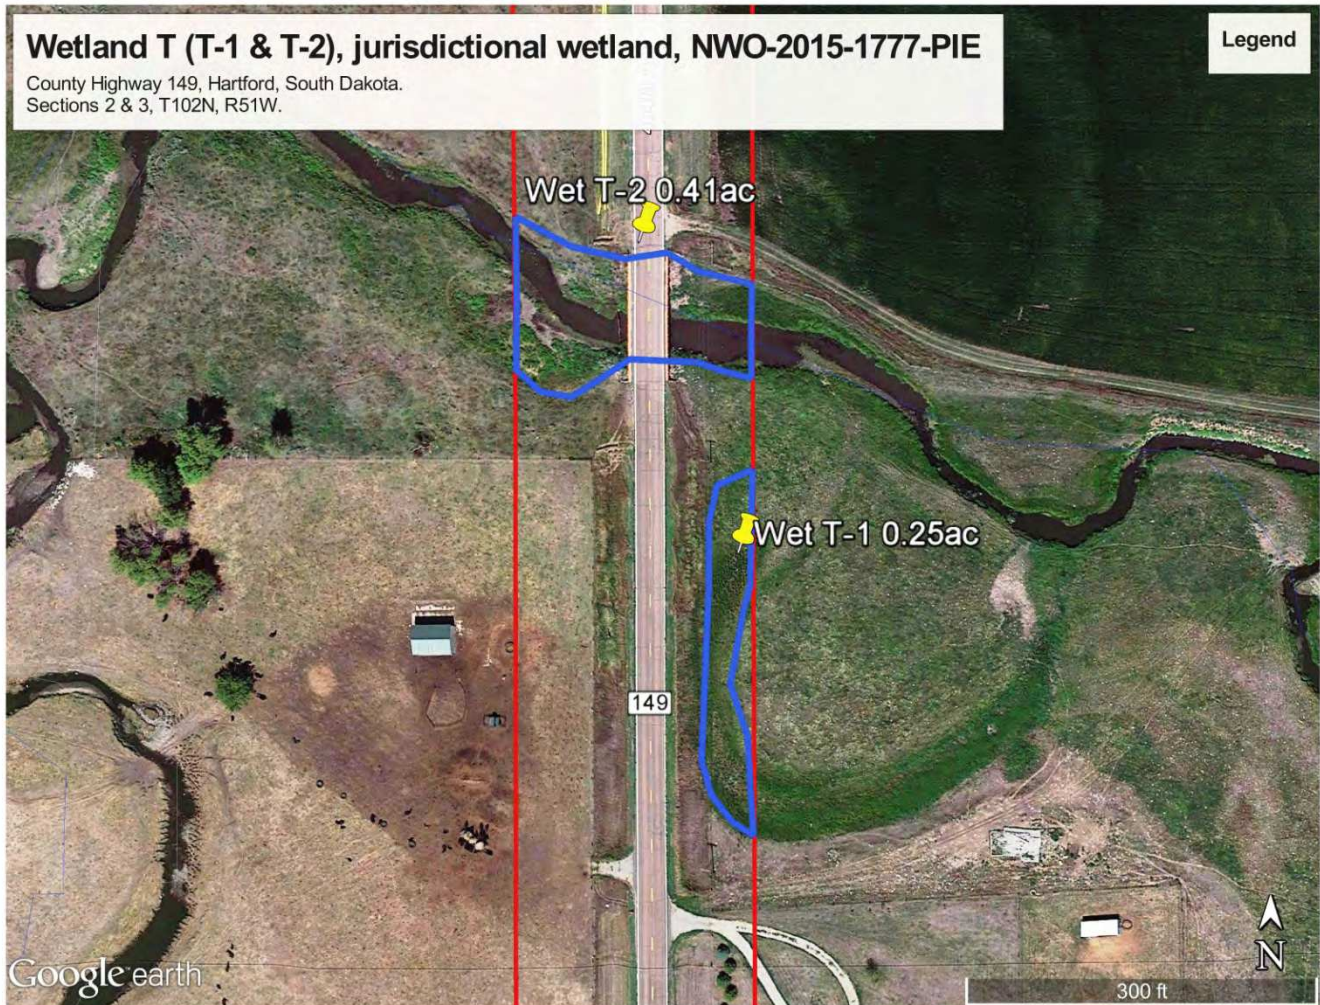 Wetland T (T-1 & T-2), jurisdictional wetland, NWO-2015-1777-PIE
Legend
County Highway 149, Hartford, South Dakota.
Sections 2 & 3, T102N, R51W.
Wet T-2 0.41ac
Wet T-1 0.25ac
149
N
Google earth
300 ft